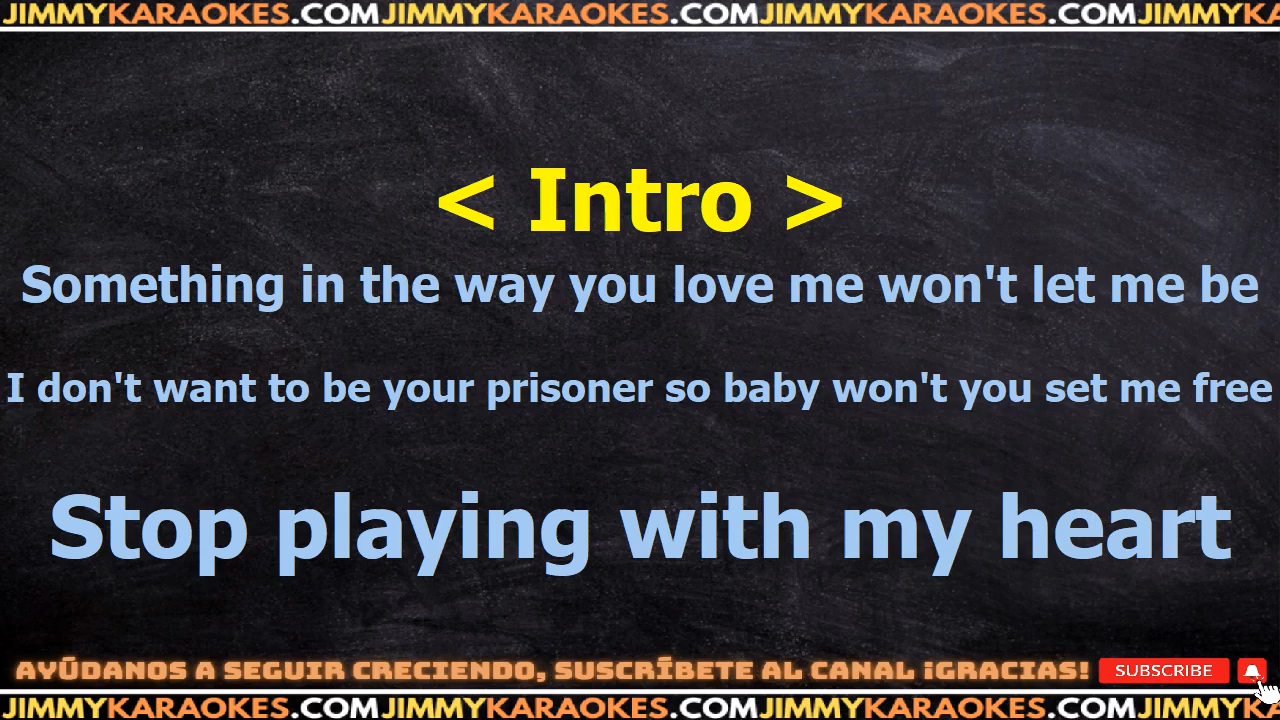 JIMMYKARAOKES.COMJIMMYKARAOKES.COMJIMMYKARAOKES.COMJIMMYKA
< Intro >
Something in the way you love me won't let me be
I don't want to be your prisoner so baby won't you set me free
Stop playing with my heart
AYÚDANOS A SEGUIR CRECIENDO, SUSCRÍBETE AL CANAL ¡GRACIAS! SUBSCRIBE
JIMMYKARAOKES.COMJIMMYKARAOKES.COMJIMMYKARAOKES.COMJIMMYKA